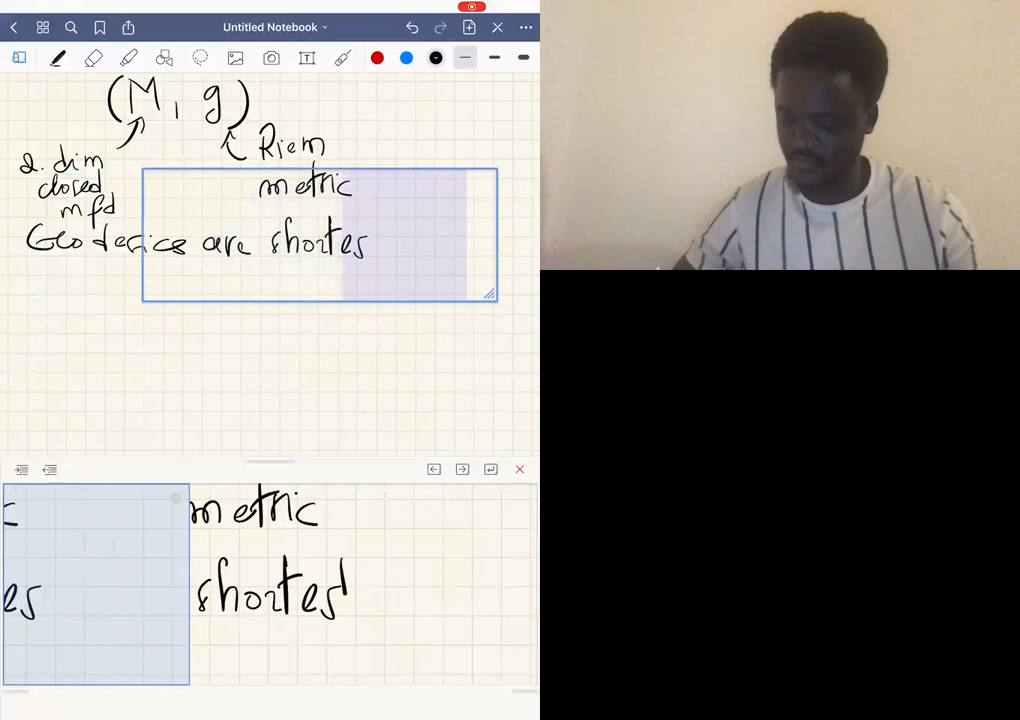 Untitled Notebook
(M, g)
Riem
metric
2. dim
closed
mfd
Geodesics are shortes
c
metric
es
shortest